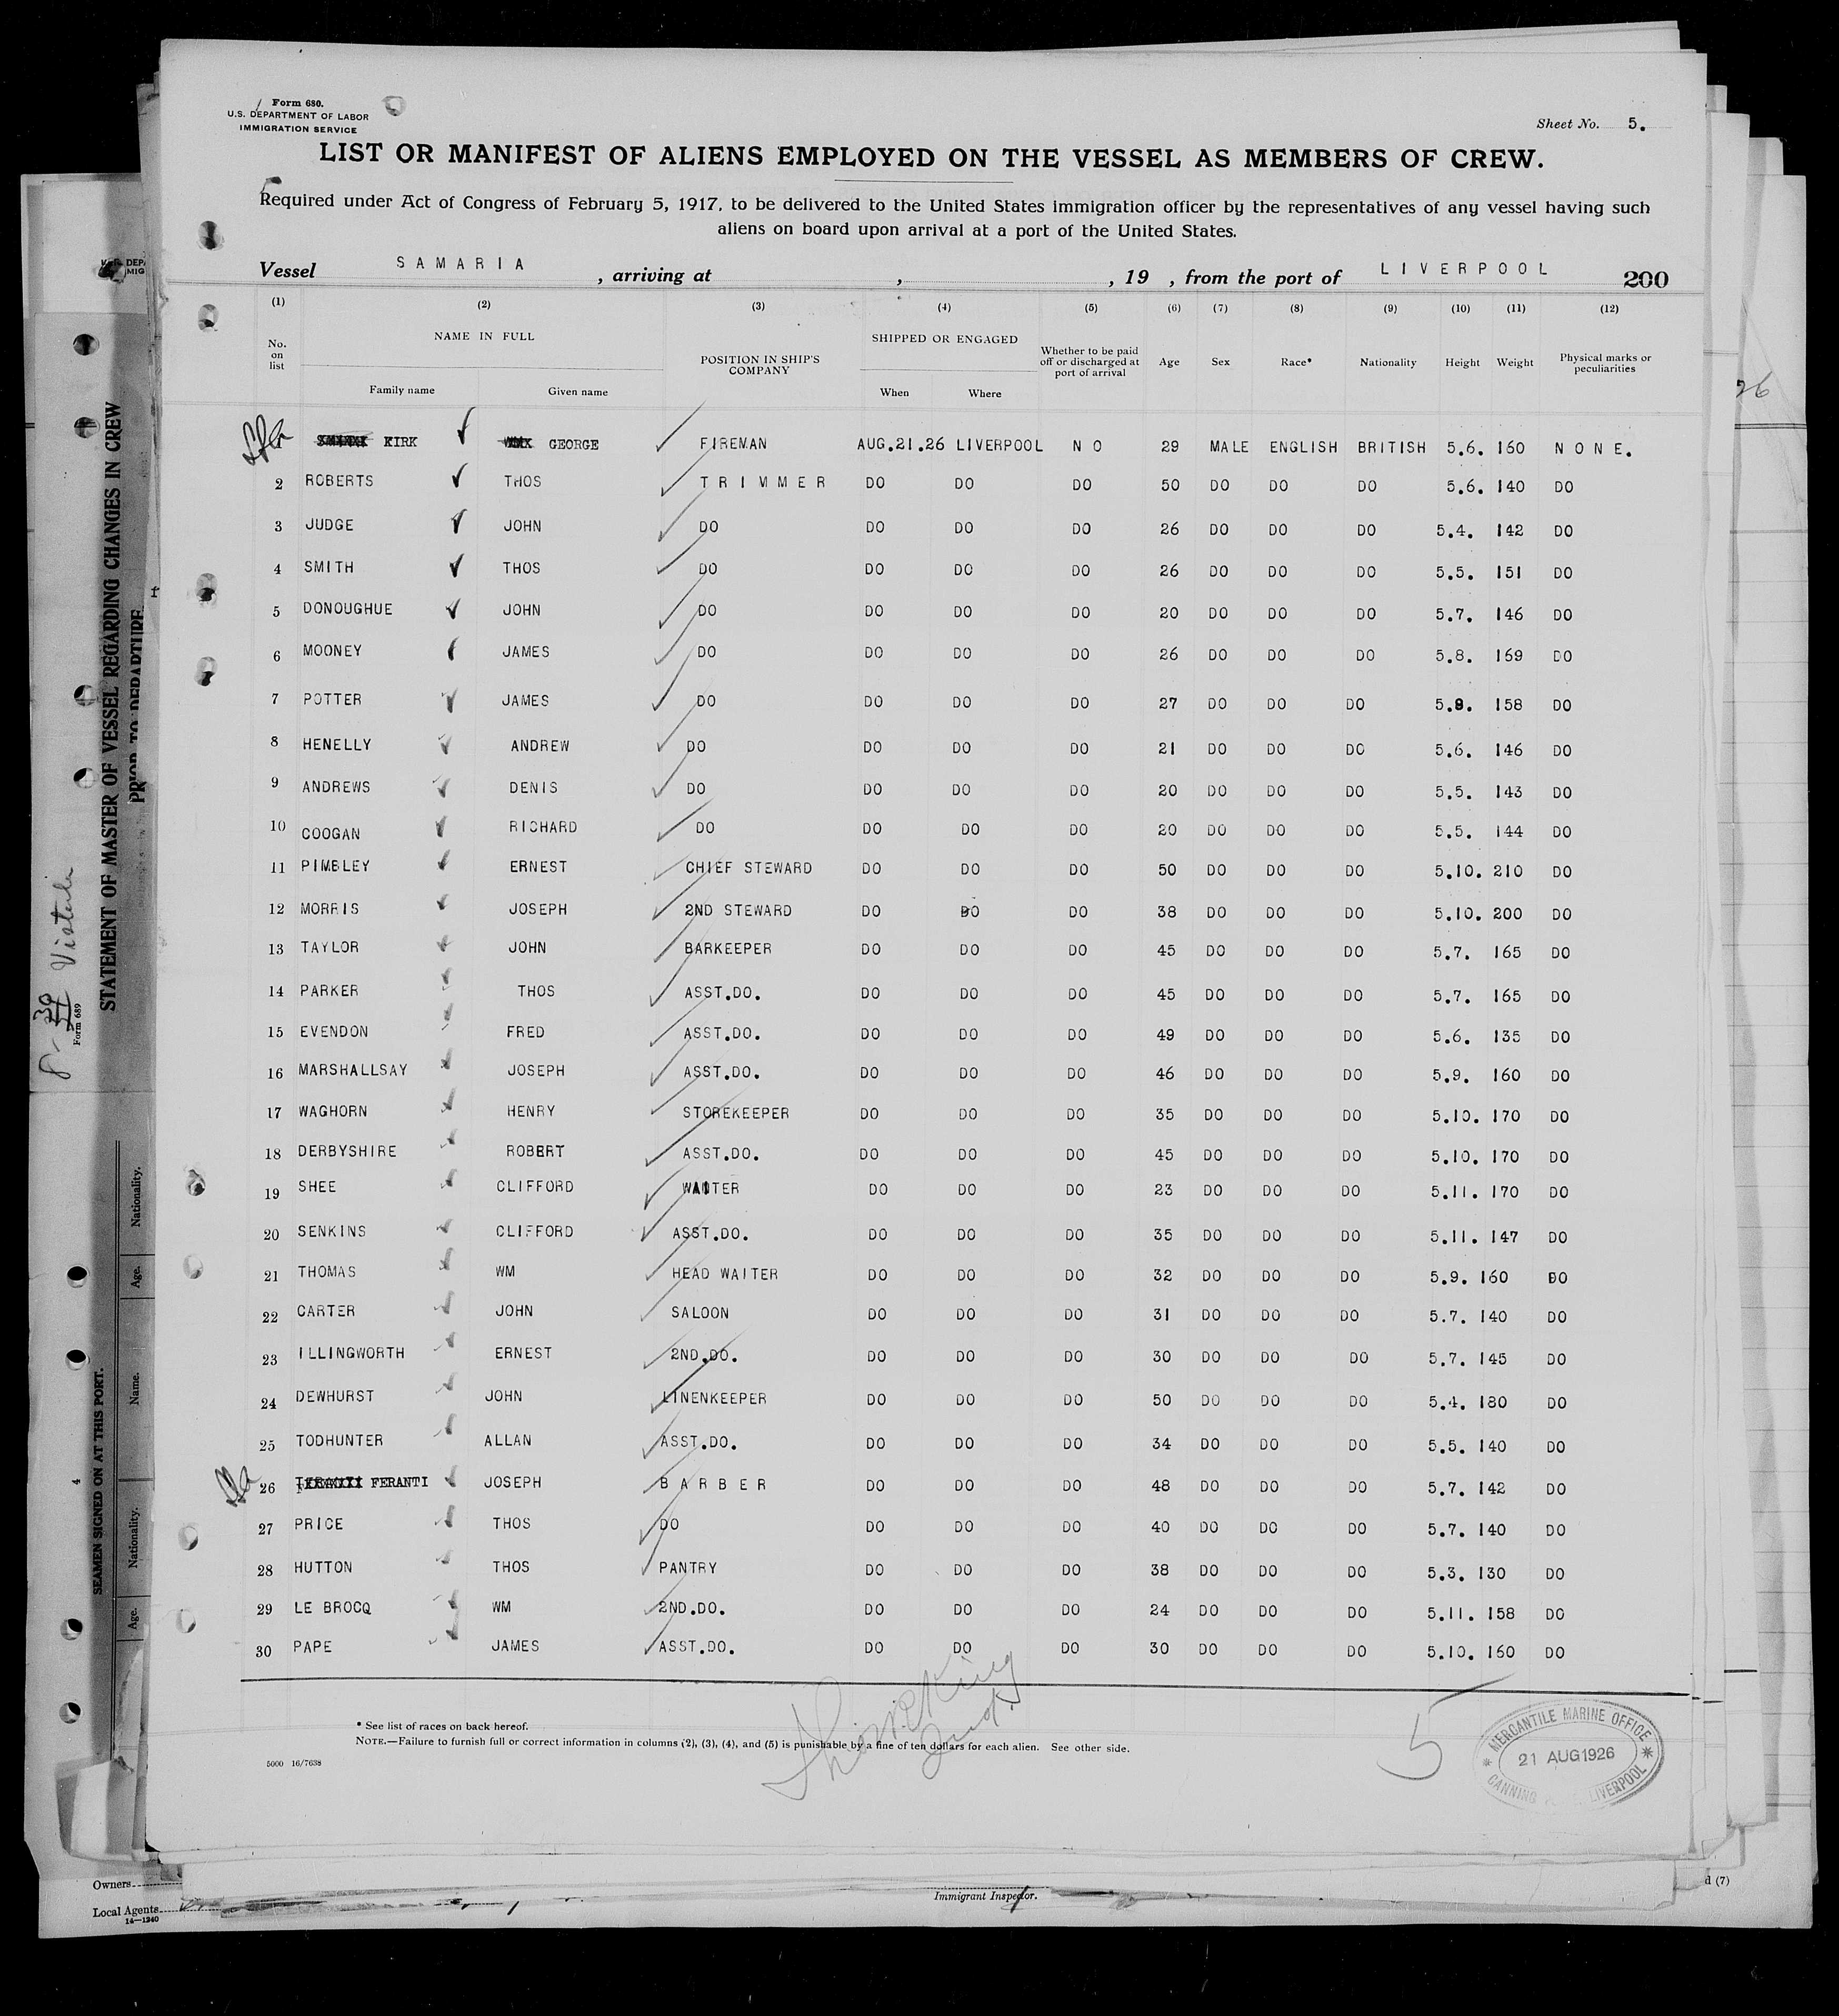 Form 680.
U.S. DEPARTMENT OF LABOR
IMMIGRATION SERVICE
Sheet No. 5.
LIST OR MANIFEST OF ALIENS EMPLOYED ON THE VESSEL AS MEMBERS OF CREW.
Required under Act of Congress of February 5, 1917, to be delivered to the United States immigration officer by the representatives of any vessel having such
aliens on board upon arrival at a port of the United States.
Vessel SAMARIA , arriving at , , 19 , from the port of LIVERPOOL 200
(1) (2) (3) (4) (5) (6) (7) (8) (9) (10) (11) (12)
No. on list NAME IN FULL Family name Given name POSITION IN SHIP'S COMPANY SHIPPED OR ENGAGED When Where Whether to be paid off or discharged at port of arrival Age Sex Race* Nationality Height Weight Physical marks or peculiarities
1 KIRK GEORGE FIREMAN AUG.21.26 LIVERPOOL NO 29 MALE ENGLISH BRITISH 5.6. 160 NONE.
2 ROBERTS THOS TRIMMER DO DO DO 50 DO DO DO 5.6. 140 DO
3 JUDGE JOHN DO DO DO DO 26 DO DO DO 5.4. 142 DO
4 SMITH THOS DO DO DO DO 26 DO DO DO 5.5. 151 DO
5 DONOUGHUE JOHN DO DO DO DO 20 DO DO DO 5.7. 146 DO
6 MOONEY JAMES DO DO DO DO 26 DO DO DO 5.8. 169 DO
7 POTTER JAMES DO DO DO DO 27 DO DO DO 5.9. 158 DO
8 HENELLY ANDREW DO DO DO DO 21 DO DO DO 5.6. 146 DO
9 ANDREWS DENIS DO DO DO DO 20 DO DO DO 5.5. 143 DO
10 COOGAN RICHARD DO DO DO DO 20 DO DO DO 5.5. 144 DO
11 PIMBLEY ERNEST CHIEF STEWARD DO DO DO 50 DO DO DO 5.10. 210 DO
12 MORRIS JOSEPH 2ND STEWARD DO DO DO 38 DO DO DO 5.10. 200 DO
13 TAYLOR JOHN BARKEEPER DO DO DO 45 DO DO DO 5.7. 165 DO
14 PARKER THOS ASST.DO. DO DO DO 45 DO DO DO 5.7. 165 DO
15 EVENDON FRED ASST.DO. DO DO DO 49 DO DO DO 5.6. 135 DO
16 MARSHALLSAY JOSEPH ASST.DO. DO DO DO 46 DO DO DO 5.9. 160 DO
17 WAGHORN HENRY STOREKEEPER DO DO DO 35 DO DO DO 5.10. 170 DO
18 DERBYSHIRE ROBERT ASST.DO. DO DO DO 45 DO DO DO 5.10. 170 DO
19 SHEE CLIFFORD WAITER DO DO DO 23 DO DO DO 5.11. 170 DO
20 SENKINS CLIFFORD ASST.DO. DO DO DO 35 DO DO DO 5.11. 147 DO
21 THOMAS WM HEAD WAITER DO DO DO 32 DO DO DO 5.9. 160 DO
22 CARTER JOHN SALOON DO DO DO 31 DO DO DO 5.7. 140 DO
23 ILLINGWORTH ERNEST 2ND.DO. DO DO DO 30 DO DO DO 5.7. 145 DO
24 DEWHURST JOHN LINENKEEPER DO DO DO 50 DO DO DO 5.4. 180 DO
25 TODHUNTER ALLAN ASST.DO. DO DO DO 34 DO DO DO 5.5. 140 DO
26 FERANTI JOSEPH BARBER DO DO DO 48 DO DO DO 5.7. 142 DO
27 PRICE THOS DO DO DO DO 40 DO DO DO 5.7. 140 DO
28 HUTTON THOS PANTRY DO DO DO 38 DO DO DO 5.3. 130 DO
29 LE BROCQ WM 2ND.DO. DO DO DO 24 DO DO DO 5.11. 158 DO
30 PAPE JAMES ASST.DO. DO DO DO 30 DO DO DO 5.10. 160 DO
* See list of races on back hereof.
NOTE.—Failure to furnish full or correct information in columns (2), (3), (4), and (5) is punishable by a fine of ten dollars for each alien. See other side.
5000 16/7638
5
MERCANTILE MARINE OFFICE
21 AUG 1926
CANNING LIVERPOOL
STATEMENT OF MASTER OF VESSEL REGARDING CHANGES IN CREW
PRIOR TO DEPARTURE
Form 689
SEAMEN SIGNED ON AT THIS PORT.
Nationality.
Age.
Name.
Nationality.
Age.
4
26
Owners
Local Agents
14—1240
Immigrant Inspector.
d (7)